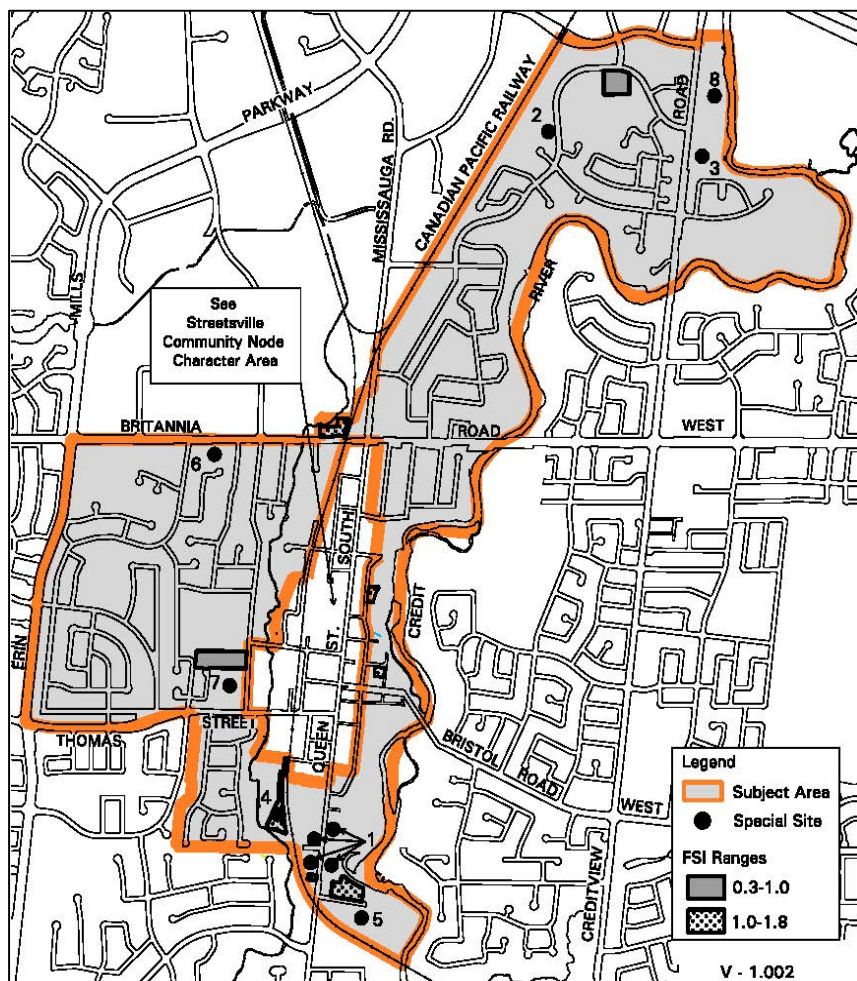 PARKWAY
MISSISSAUGA RD.
CANADIAN PACIFIC RAILWAY
ROAD
8
2
3
MILLS
RIVER
See
Streetsville
Community Node
Character Area
BRITANNIA
ROAD
WEST
6
SOUTH
CREDIT
ST.
ERIN
7
STREET
THOMAS
QUEEN
BRISTOL
ROAD
WEST
4
1
5
CREDITVIEW
Legend
Subject Area
Special Site
FSI Ranges
0.3-1.0
1.0-1.8
V - 1.002